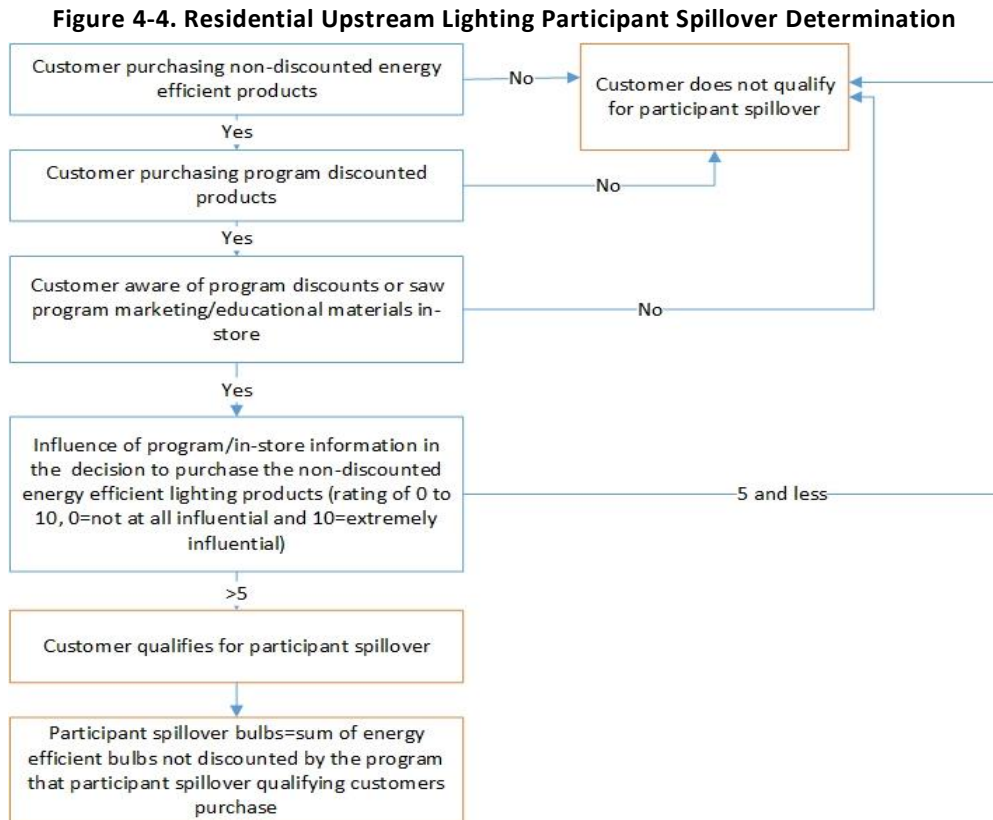 Figure 4-4. Residential Upstream Lighting Participant Spillover Determination
Customer purchasing non-discounted energy
efficient products
No
Customer does not qualify
for participant spillover
Yes
Customer purchasing program discounted
products
No
Yes
Customer aware of program discounts or saw
program marketing/educational materials in-
store
No
Yes
Influence of program/in-store information in
the decision to purchase the non-discounted
energy efficient lighting products (rating of 0 to
10, 0=not at all influential and 10=extremely
influential)
5 and less
>5
Customer qualifies for participant spillover
Participant spillover bulbs=sum of energy
efficient bulbs not discounted by the program
that participant spillover qualifying customers
purchase